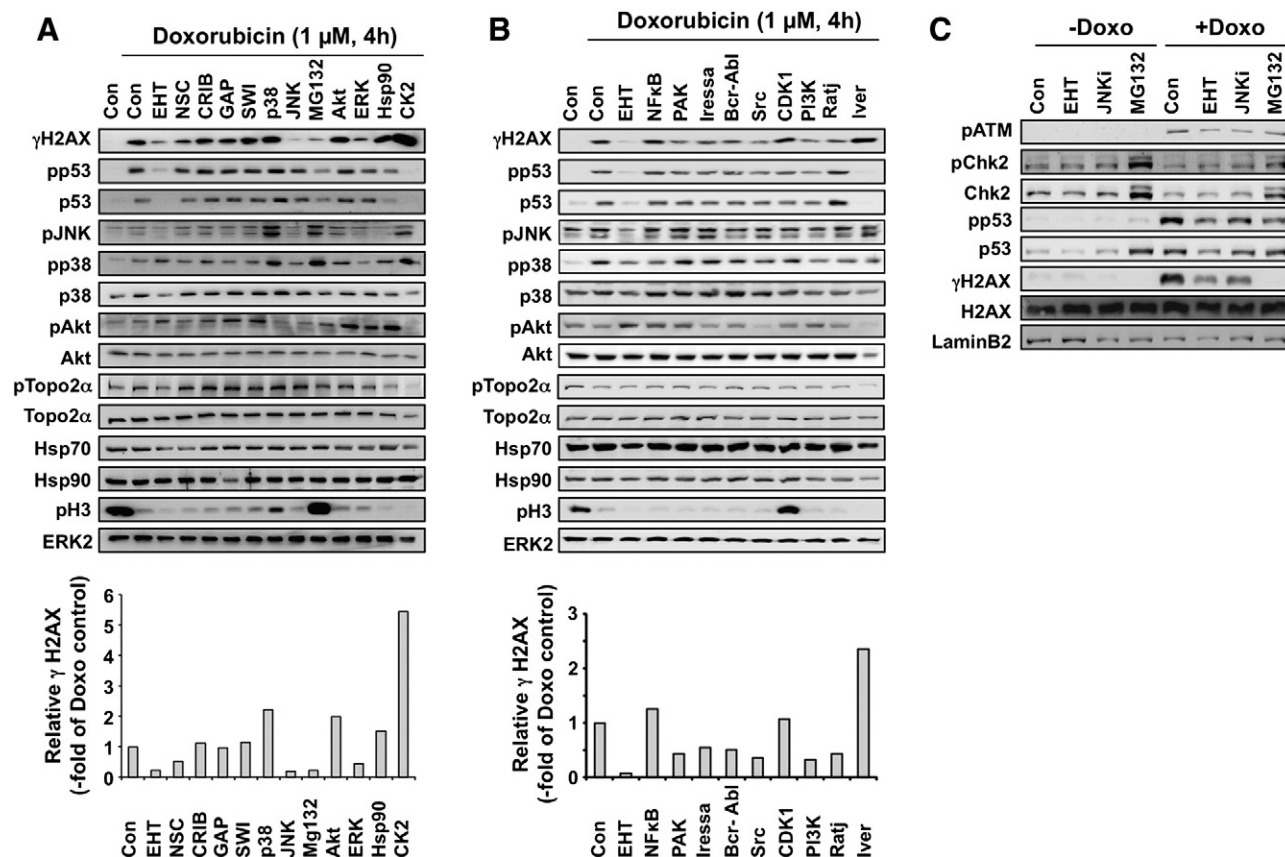 A
Doxorubicin (1 µM, 4h)
Con Con EHT NSC CRIB GAP SWI p38 JNK MG132 Akt ERK Hsp90 CK2
γH2AX
pp53
p53
pJNK
pp38
p38
pAkt
Akt
pTopo2α
Topo2α
Hsp70
Hsp90
pH3
ERK2
Relative γ H2AX
(-fold of Doxo control)
6
5
4
3
2
1
0
Con EHT NSC CRIB GAP SWI p38 JNK Mg132 Akt ERK Hsp90 CK2
B
Doxorubicin (1 µM, 4h)
Con Con EHT NFκB PAK Iressa Bcr-Abl Src CDK1 PI3K Ratj Iver
γH2AX
pp53
p53
pJNK
pp38
p38
pAkt
Akt
pTopo2α
Topo2α
Hsp70
Hsp90
pH3
ERK2
Relative γ H2AX
(-fold of Doxo control)
3
2
1
0
Con EHT NFκB PAK Iressa Bcr- Abl Src CDK1 PI3K Ratj Iver
C
-Doxo +Doxo
Con EHT JNKi MG132 Con EHT JNKi MG132
pATM
pChk2
Chk2
pp53
p53
γH2AX
H2AX
LaminB2